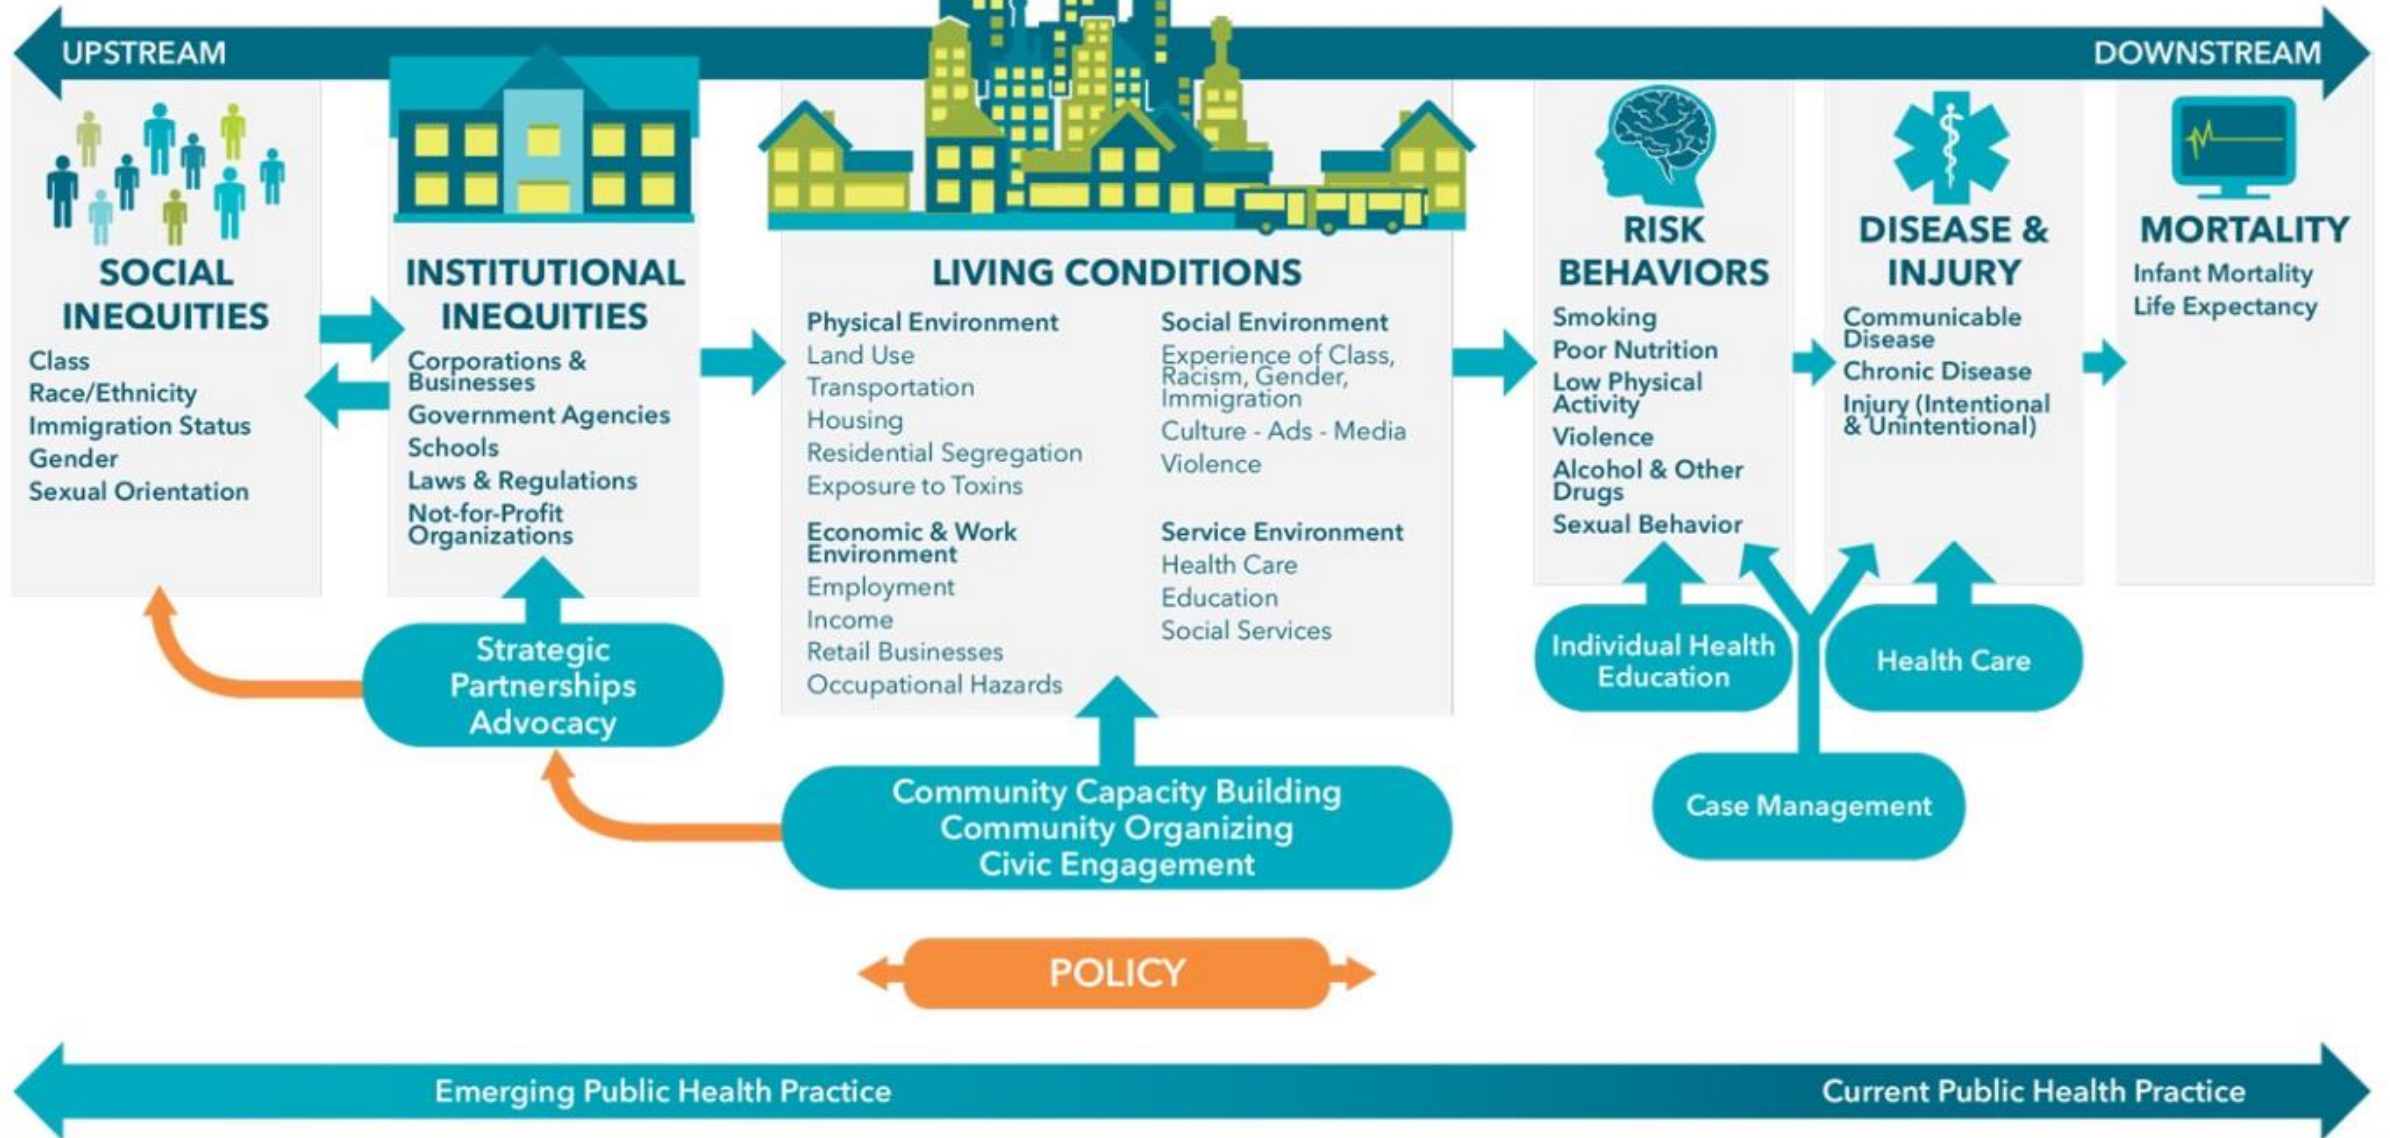 UPSTREAM
DOWNSTREAM
SOCIAL
INEQUITIES
Class
Race/Ethnicity
Immigration Status
Gender
Sexual Orientation
INSTITUTIONAL
INEQUITIES
Corporations &
Businesses
Government Agencies
Schools
Laws & Regulations
Not-for-Profit
Organizations
LIVING CONDITIONS
Physical Environment
Land Use
Transportation
Housing
Residential Segregation
Exposure to Toxins
Economic & Work
Environment
Employment
Income
Retail Businesses
Occupational Hazards
Social Environment
Experience of Class,
Racism, Gender,
Immigration
Culture - Ads - Media
Violence
Service Environment
Health Care
Education
Social Services
RISK
BEHAVIORS
Smoking
Poor Nutrition
Low Physical
Activity
Violence
Alcohol & Other
Drugs
Sexual Behavior
DISEASE &
INJURY
Communicable
Disease
Chronic Disease
Injury (Intentional
& Unintentional)
MORTALITY
Infant Mortality
Life Expectancy
Strategic
Partnerships
Advocacy
Community Capacity Building
Community Organizing
Civic Engagement
Individual Health
Education
Health Care
Case Management
POLICY
Emerging Public Health Practice
Current Public Health Practice